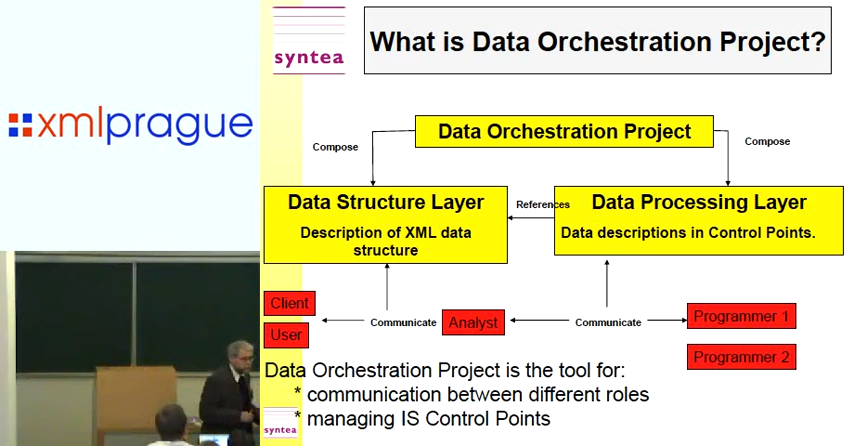 xmlprague
syntea
What is Data Orchestration Project?
Data Orchestration Project
Compose
Compose
Data Structure Layer
Description of XML data
structure
References
Data Processing Layer
Data descriptions in Control Points.
Client
User
Communicate
Analyst
Communicate
Programmer 1
Programmer 2
Data Orchestration Project is the tool for:
* communication between different roles
* managing IS Control Points
syntea